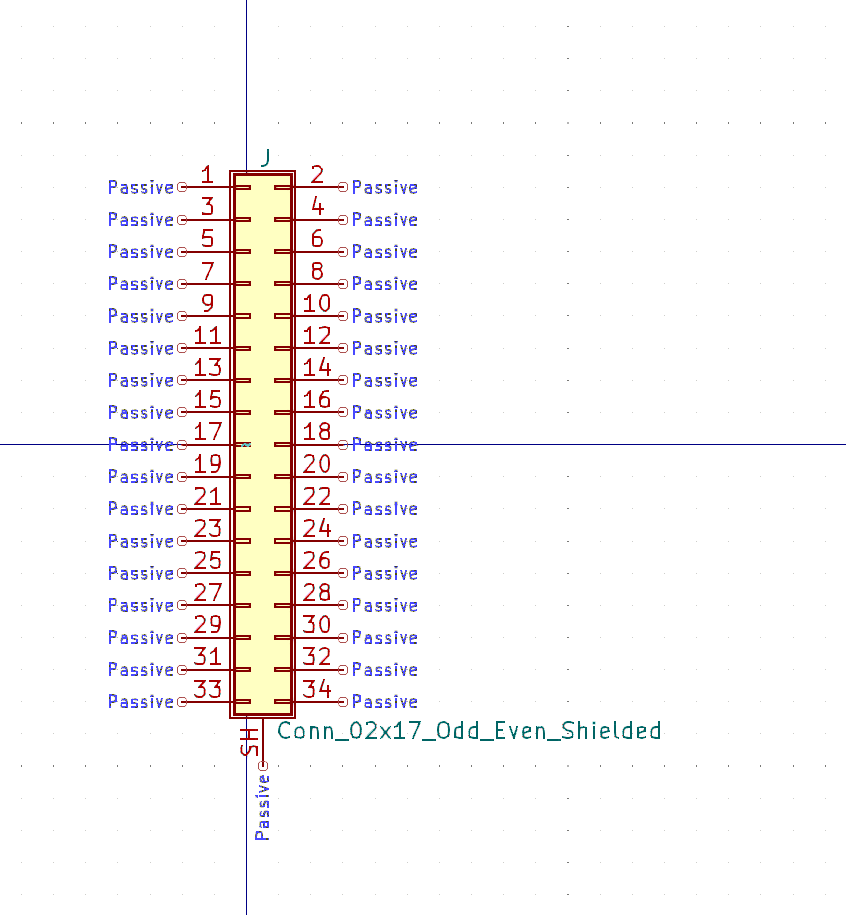 J
Passive 1 2 Passive
Passive 3 4 Passive
Passive 5 6 Passive
Passive 7 8 Passive
Passive 9 10 Passive
Passive 11 12 Passive
Passive 13 14 Passive
Passive 15 16 Passive
Passive 17 18 Passive
Passive 19 20 Passive
Passive 21 22 Passive
Passive 23 24 Passive
Passive 25 26 Passive
Passive 27 28 Passive
Passive 29 30 Passive
Passive 31 32 Passive
Passive 33 34 Passive
SH
Conn_02x17_Odd_Even_Shielded
Passive